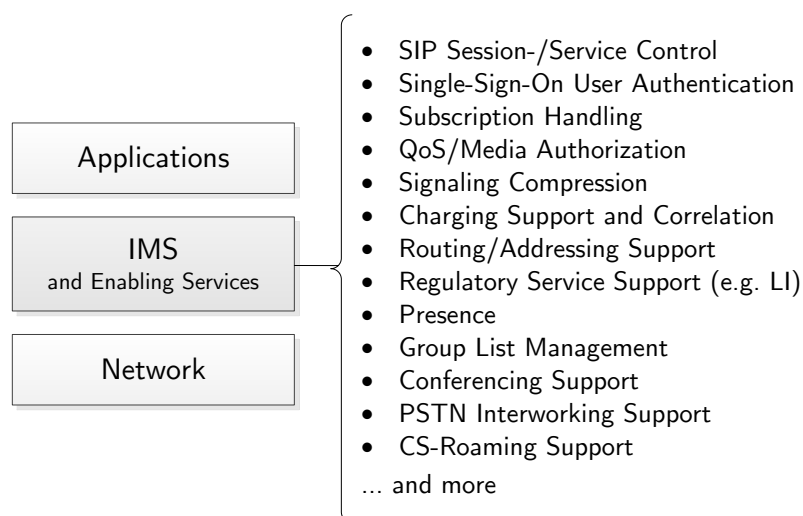 Applications
IMS
and Enabling Services
Network
• SIP Session-/Service Control
• Single-Sign-On User Authentication
• Subscription Handling
• QoS/Media Authorization
• Signaling Compression
• Charging Support and Correlation
• Routing/Addressing Support
• Regulatory Service Support (e.g. LI)
• Presence
• Group List Management
• Conferencing Support
• PSTN Interworking Support
• CS-Roaming Support
... and more